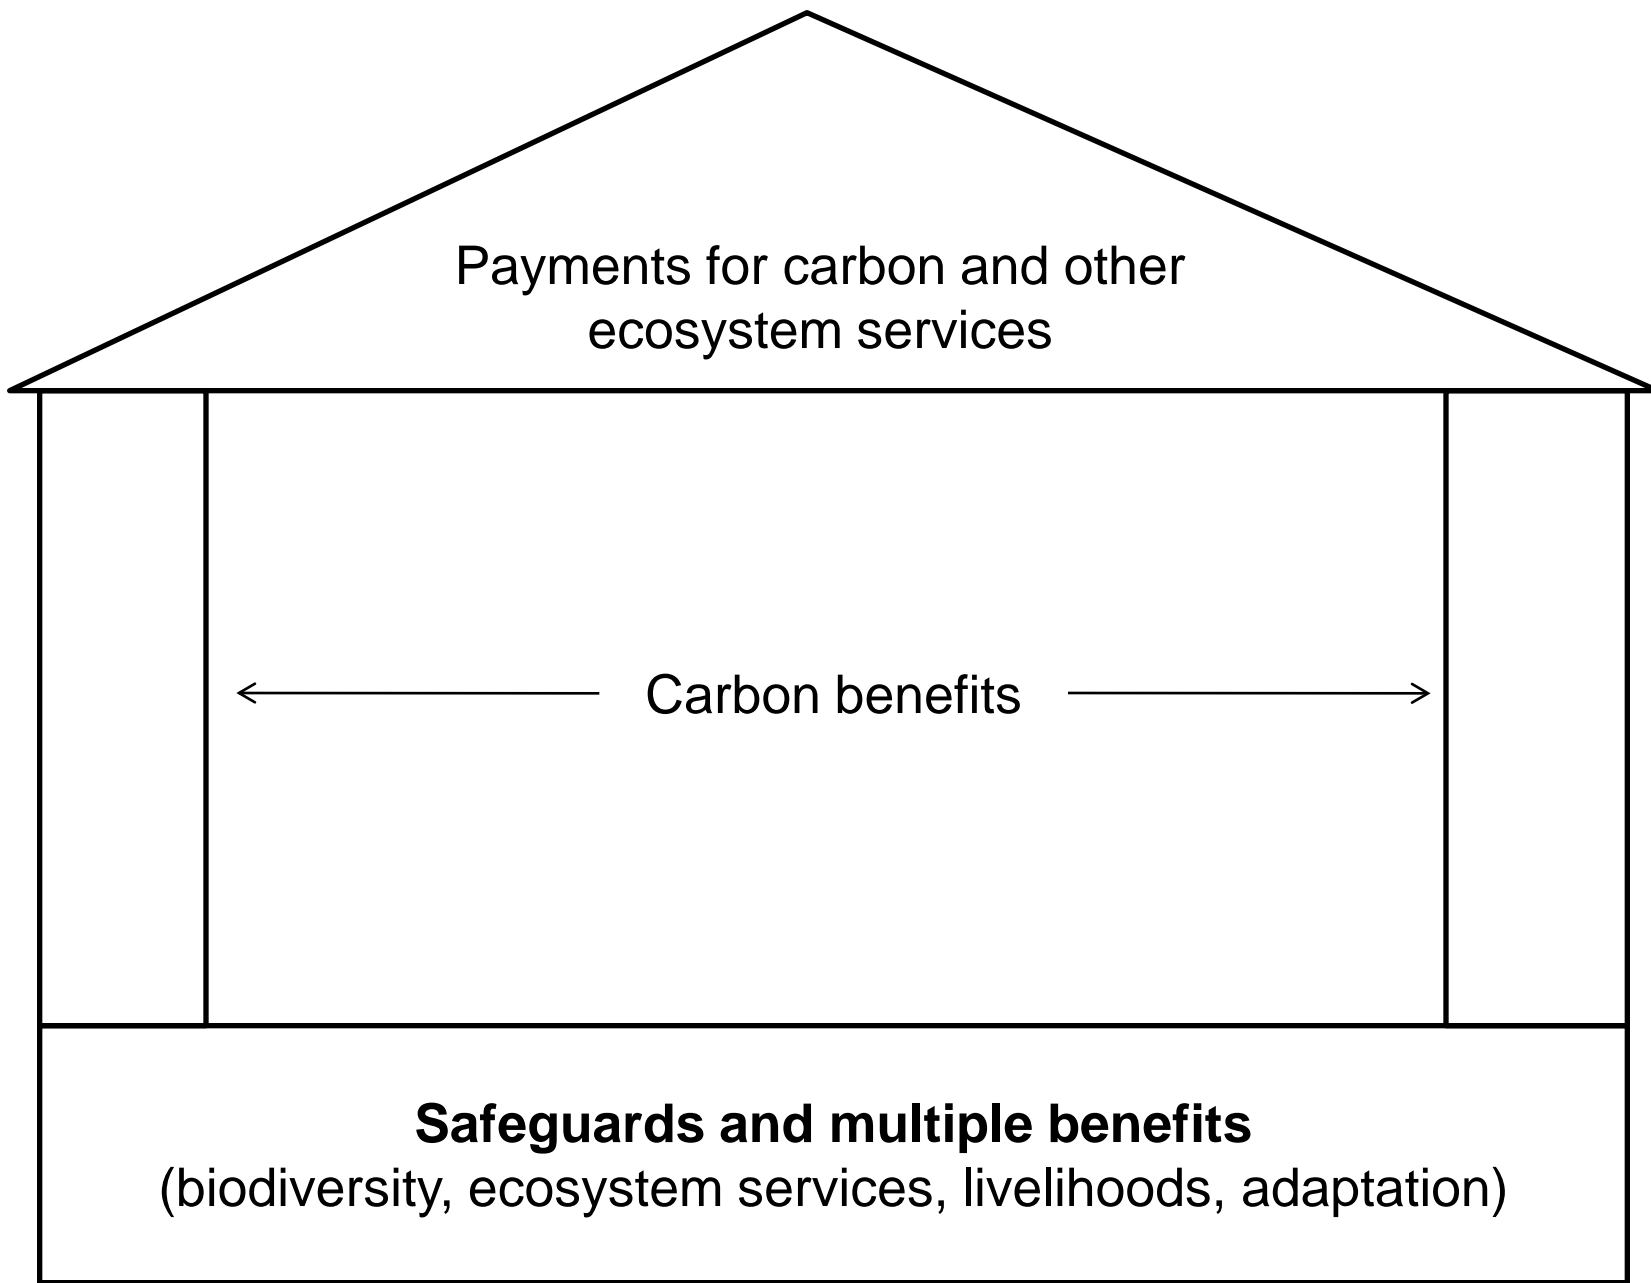 Payments for carbon and other
ecosystem services
Carbon benefits
Safeguards and multiple benefits
(biodiversity, ecosystem services, livelihoods, adaptation)